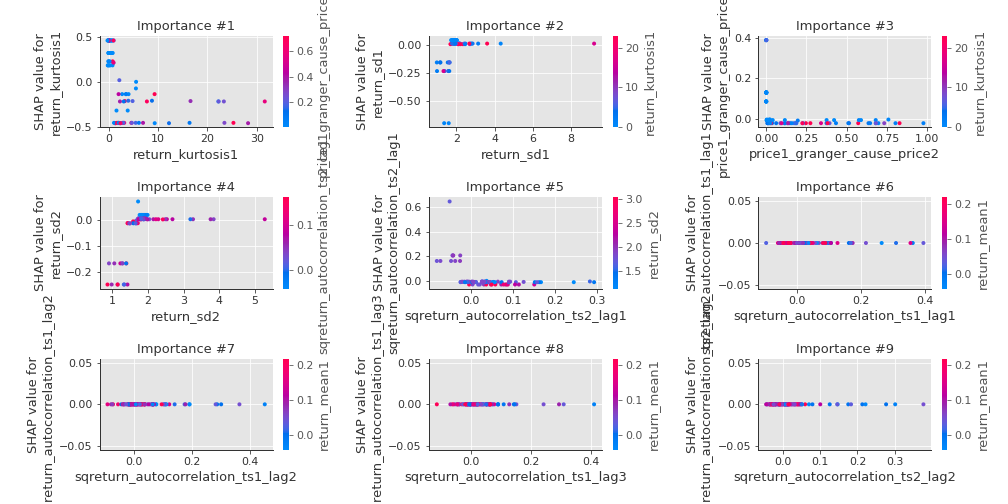 Importance #1
SHAP value for
return_kurtosis1
0.5
0.0
−0.5
0
10
20
30
return_kurtosis1
0.6
0.4
0.2
Importance #2
SHAP value for
return_sd1
0.00
−0.25
−0.50
2
4
6
8
return_sd1
20
10
0
return_kurtosis1
Importance #3
SHAP value for
price1_granger_cause_price2
0.4
0.2
0.0
0.00
0.25
0.50
0.75
1.00
price1_granger_cause_price2
20
10
0
return_kurtosis1
Importance #4
SHAP value for
return_sd2
0.0
−0.1
−0.2
1
2
3
4
5
return_sd2
0.1
0.0
Importance #5
SHAP value for
sqreturn_autocorrelation_ts2_lag1
0.6
0.4
0.2
0.0
0.0
0.1
0.2
0.3
sqreturn_autocorrelation_ts2_lag1
3.0
2.5
2.0
1.5
return_sd2
Importance #6
SHAP value for
sqreturn_autocorrelation_ts1_lag1
0.05
0.00
−0.05
0.0
0.2
0.4
sqreturn_autocorrelation_ts1_lag1
0.2
0.1
0.0
return_mean1
Importance #7
SHAP value for
sqreturn_autocorrelation_ts1_lag2
0.05
0.00
−0.05
0.0
0.2
0.4
sqreturn_autocorrelation_ts1_lag2
0.2
0.1
0.0
return_mean1
Importance #8
SHAP value for
sqreturn_autocorrelation_ts1_lag3
0.05
0.00
−0.05
0.0
0.2
0.4
sqreturn_autocorrelation_ts1_lag3
0.2
0.1
0.0
return_mean1
Importance #9
SHAP value for
sqreturn_autocorrelation_ts2_lag2
0.05
0.00
−0.05
0.0
0.1
0.2
0.3
sqreturn_autocorrelation_ts2_lag2
0.2
0.1
0.0
return_mean1